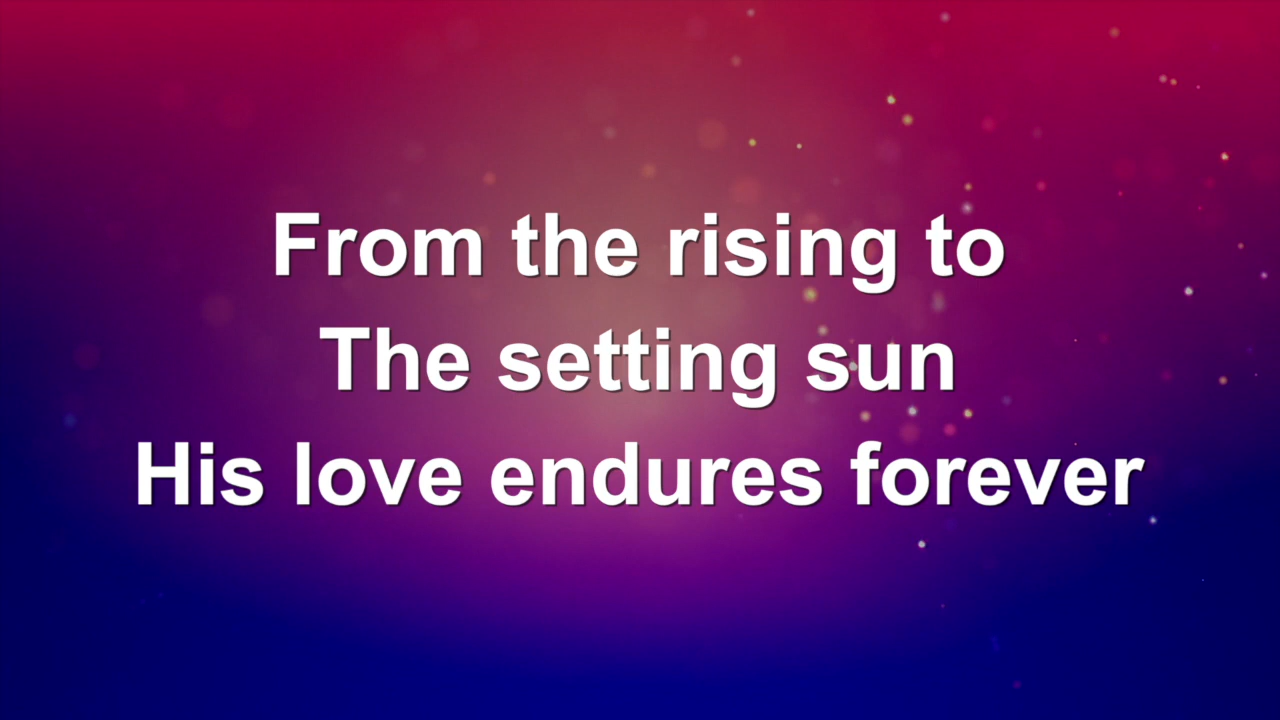 From the rising to
The setting sun
His love endures forever